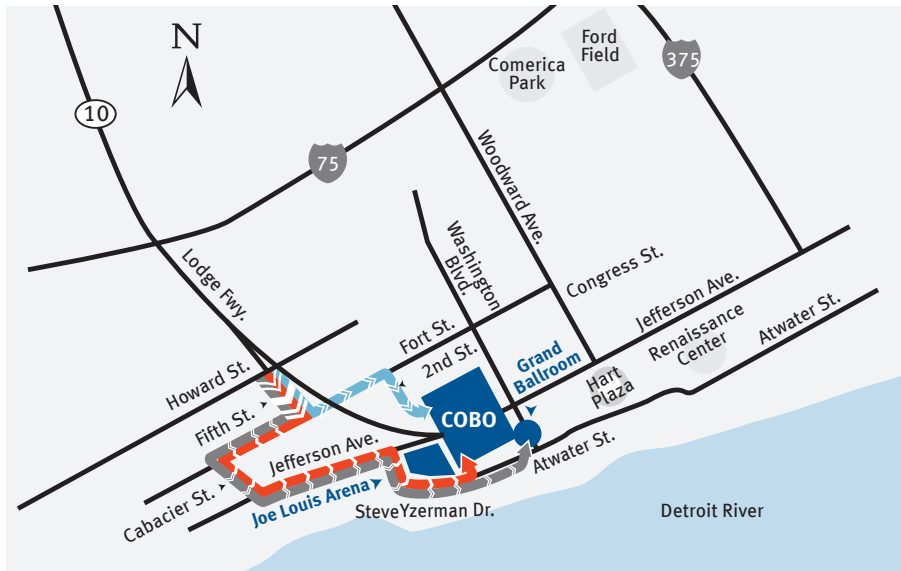 N
Ford
Field
Comerica
Park
375
10
75
Woodward Ave.
Washington
Blvd.
Lodge Fwy.
Congress St.
Jefferson Ave.
Renaissance
Center
Atwater St.
Fort St.
2nd St.
Grand
Ballroom
Howard St.
Hart
Plaza
Fifth St.
COBO
Jefferson Ave.
Atwater St.
Cabacier St.
Joe Louis Arena
SteveYzerman Dr.
Detroit River